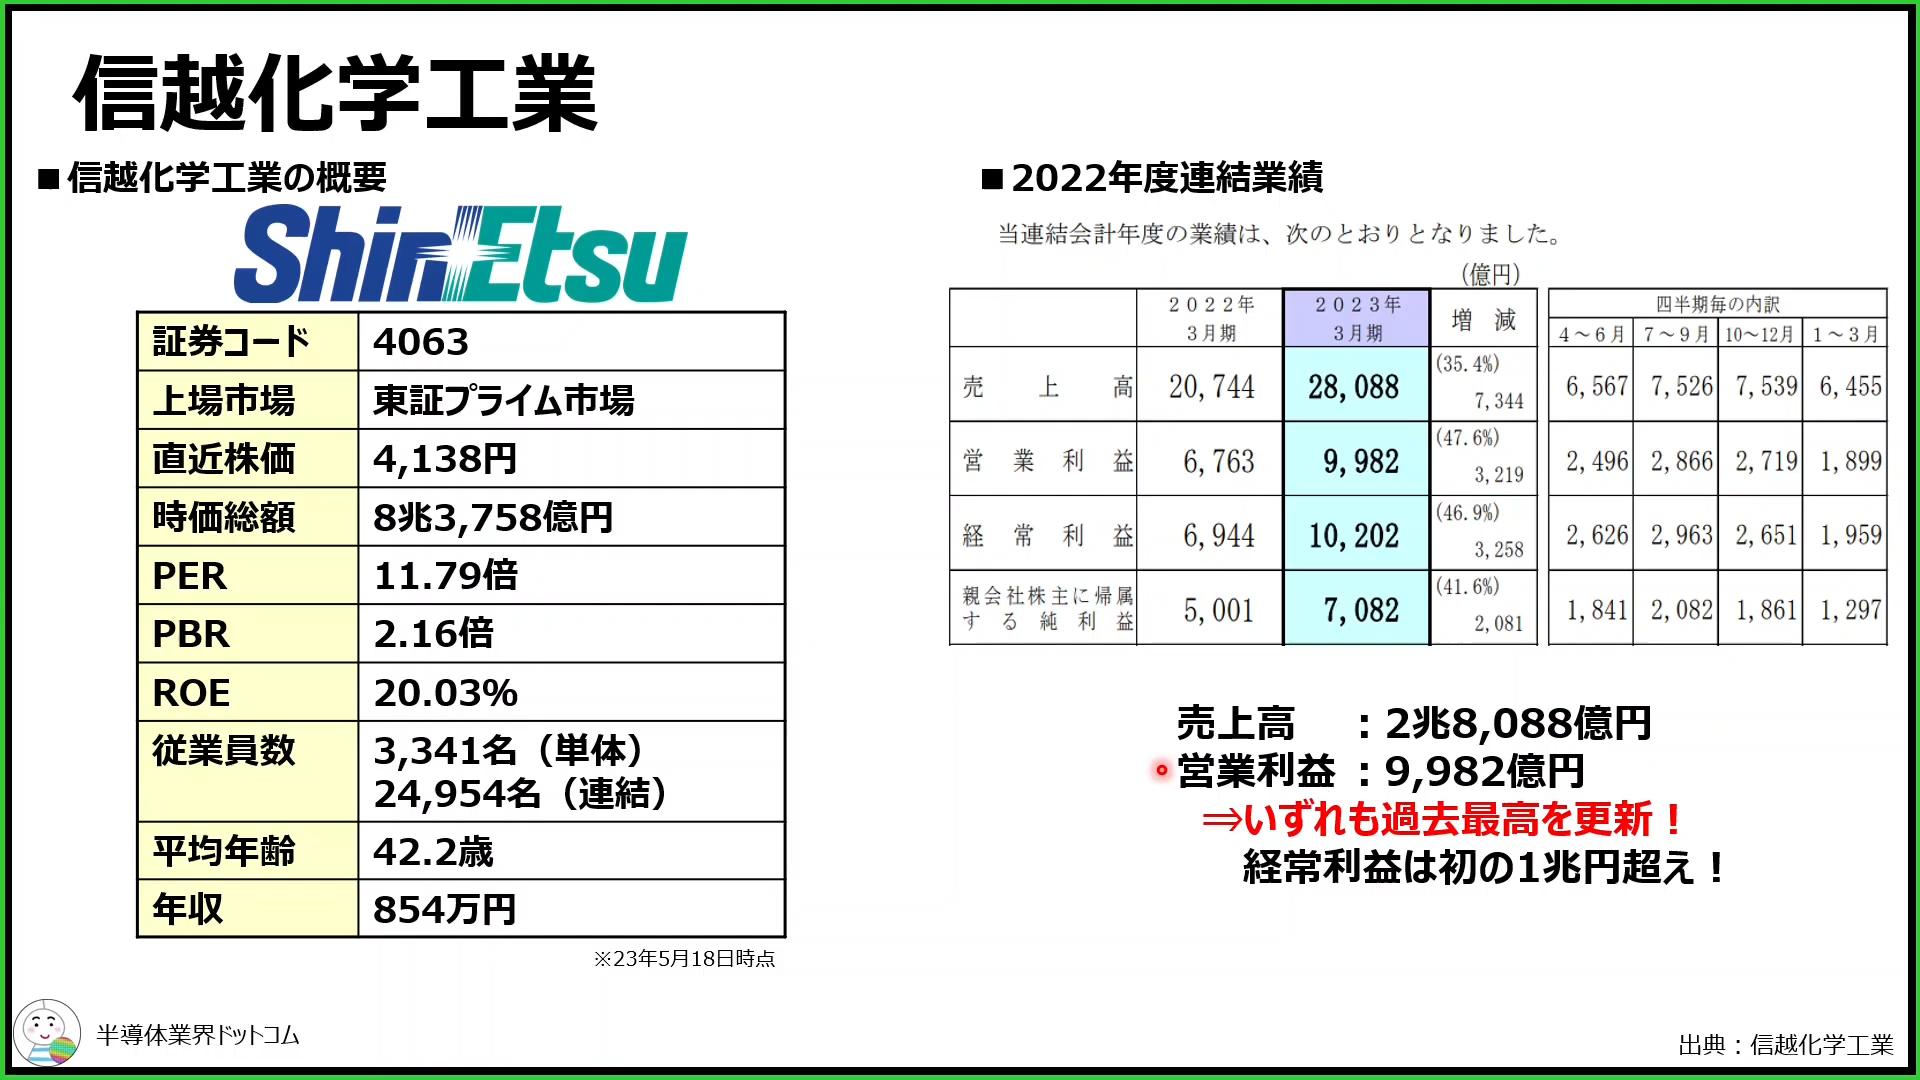 信越化学工業
■ 信越化学工業の概要
ShinEtsu
証券コード 4063
上場市場 東証プライム市場
直近株価 4,138円
時価総額 8兆3,758億円
PER 11.79倍
PBR 2.16倍
ROE 20.03%
従業員数 3,341名（単体）
24,954名（連結）
平均年齢 42.2歳
年収 854万円
※23年5月18日時点
■ 2022年度連結業績
当連結会計年度の業績は、次のとおりとなりました。
(億円)
2022年 3月期 2023年 3月期 増減 四半期毎の内訳
4～6月 7～9月 10～12月 1～3月
売上高 20,744 28,088 (35.4%) 7,344 6,567 7,526 7,539 6,455
営業利益 6,763 9,982 (47.6%) 3,219 2,496 2,866 2,719 1,899
経常利益 6,944 10,202 (46.9%) 3,258 2,626 2,963 2,651 1,959
親会社株主に帰属する純利益 5,001 7,082 (41.6%) 2,081 1,841 2,082 1,861 1,297
売上高 ：2兆8,088億円
営業利益 ：9,982億円
⇒いずれも過去最高を更新！
経常利益は初の1兆円超え！
半導体業界ドットコム
出典：信越化学工業